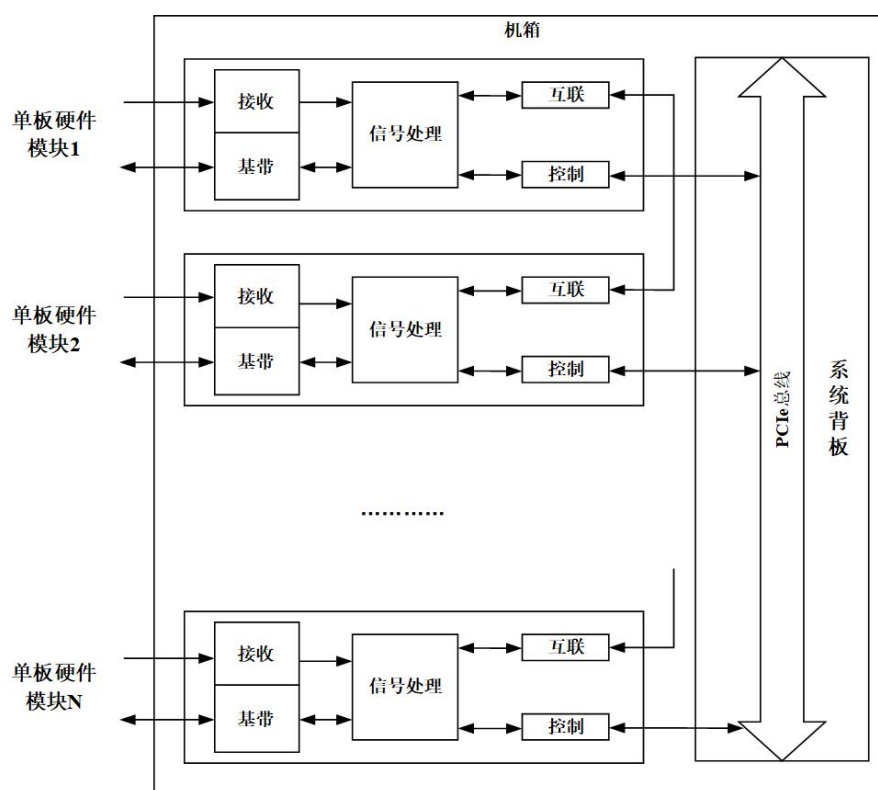 机箱
单板硬件
模块1
接收
基带
信号处理
互联
控制
单板硬件
模块2
接收
基带
信号处理
互联
控制
PCIe总线
系统背板
…………
单板硬件
模块N
接收
基带
信号处理
互联
控制